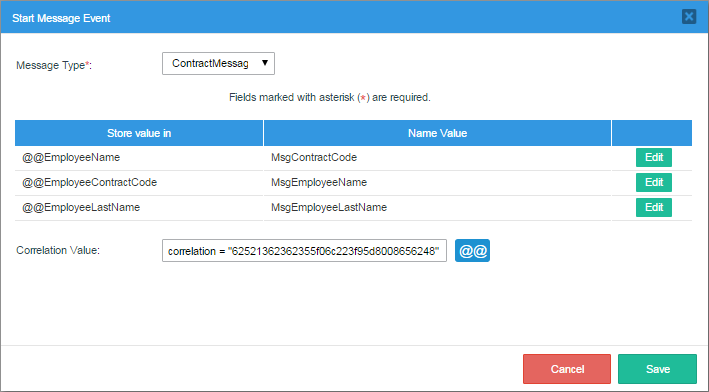 Start Message Event
Message Type*: ContractMessag
Fields marked with asterisk (*) are required.
Store value in Name Value
@@EmployeeName MsgContractCode Edit
@@EmployeeContractCode MsgEmployeeName Edit
@@EmployeeLastName MsgEmployeeLastName Edit
Correlation Value: correlation = "62521362362355f06c223f95d8008656248" @@
Cancel Save